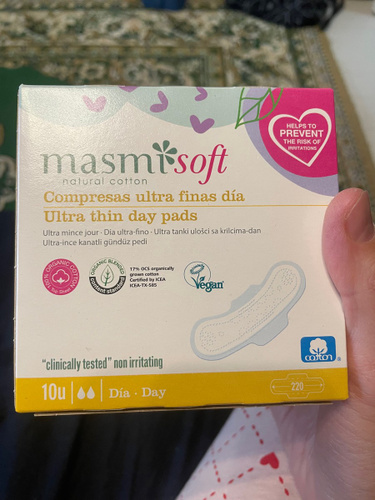 HELPS TO
PREVENT
THE RISK OF
IRRITATIONS
masmi soft
natural cotton
Compresas ultra finas día
Ultra thin day pads
Ultra mince jour · Dia ultra-fino · Ultra tanki ulošci sa krilcima-dan
Ultra-ince kanatli gündüz pedi
ORGANIC BLENDED
content standard
17% OCS organically
grown cotton
Certified by ICEA
ICEA-TX-585
Vegan
cotton
"clinically tested" non irritating
10u
Día · Day
220